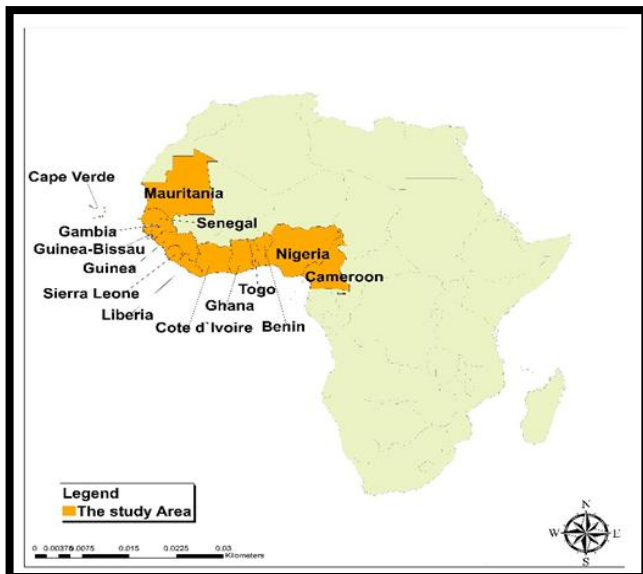 Cape Verde
Mauritania
Senegal
Gambia
Guinea-Bissau
Guinea
Nigeria
Cameroon
Sierra Leone
Togo
Liberia
Ghana
Cote d`Ivoire
Benin
Legend
The study Area
0 0.00375 0.0075 0.015 0.0225 0.03
Kilometers
N
W
S